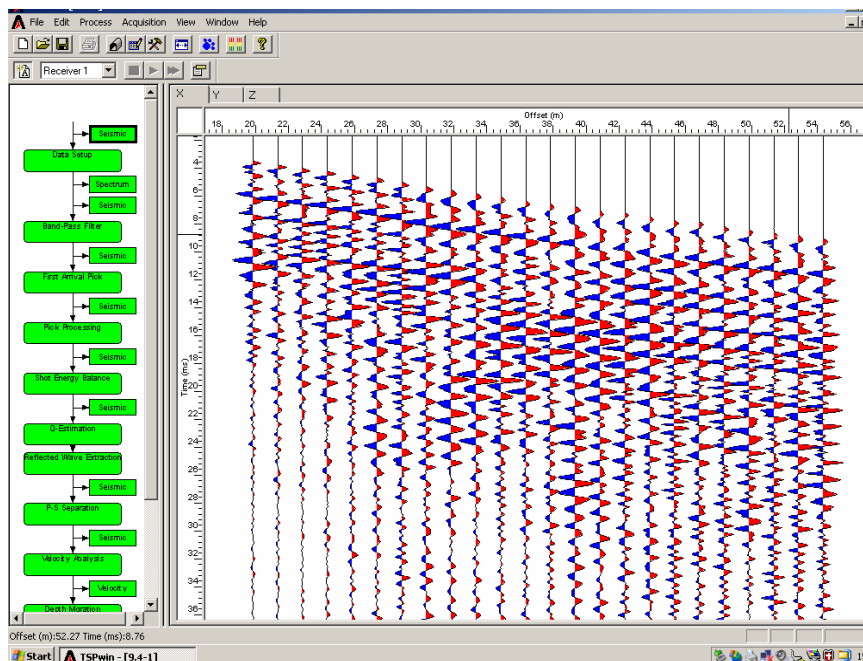 File Edit Process Acquisition View Window Help
Receiver 1
X Y Z
Offset (m)
18 20 22 24 26 28 30 32 34 36 38 40 42 44 46 48 50 52 54 56
Time (ms)
4
6
8
10
12
14
16
18
20
22
24
26
28
30
32
34
36
Seismic
Data Setup
Spectrum
Seismic
Band-Pass Filter
Seismic
First Arrival Pick
Seismic
Pick Processing
Seismic
Shot Energy Balance
Seismic
Q-Estimation
Reflected Wave Extraction
Seismic
P-S Separation
Seismic
Velocity Analysis
Velocity
Offset (m):52.27 Time (ms):8.76
Start TSPwin - [9.4-1]